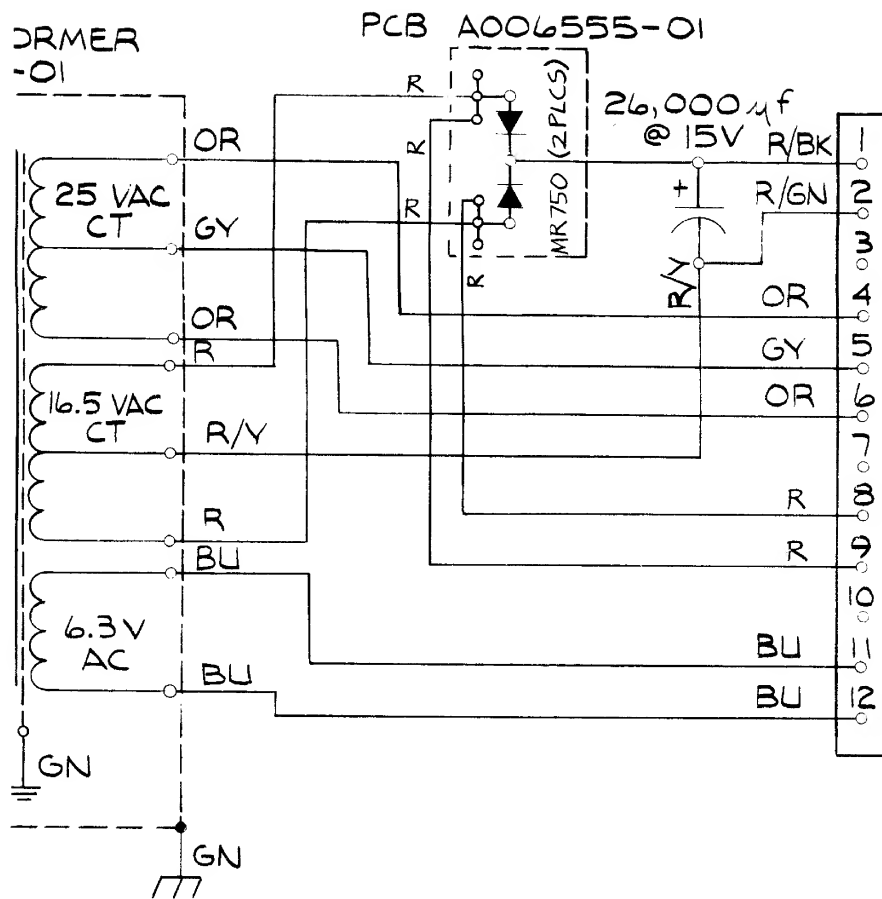 ORMER
-01
PCB A006555-01
R
R
R
R
MR750 (2PLCS)
26,000 μf
@ 15V
+
R/BK
R/GN
R/Y
OR
25 VAC
CT
GY
OR
R
16.5 VAC
CT
R/Y
R
BU
6.3V
AC
BU
GN
GN
OR
GY
OR
R
R
BU
BU
1
2
3
4
5
6
7
8
9
10
11
12